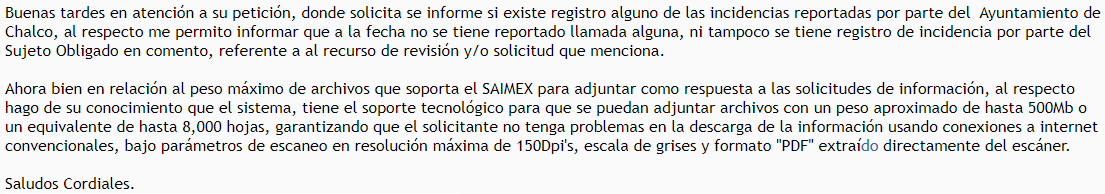 Buenas tardes en atención a su petición, donde solicita se informe si existe registro alguno de las incidencias reportadas por parte del  Ayuntamiento de
Chalco, al respecto me permito informar que a la fecha no se tiene reportado llamada alguna, ni tampoco se tiene registro de incidencia por parte del
Sujeto Obligado en comento, referente a al recurso de revisión y/o solicitud que menciona.

Ahora bien en relación al peso máximo de archivos que soporta el SAIMEX para adjuntar como respuesta a las solicitudes de información, al respecto
hago de su conocimiento que el sistema, tiene el soporte tecnológico para que se puedan adjuntar archivos con un peso aproximado de hasta 500Mb o
un equivalente de hasta 8,000 hojas, garantizando que el solicitante no tenga problemas en la descarga de la información usando conexiones a internet
convencionales, bajo parámetros de escaneo en resolución máxima de 150Dpi's, escala de grises y formato "PDF" extraído directamente del escáner.

Saludos Cordiales.